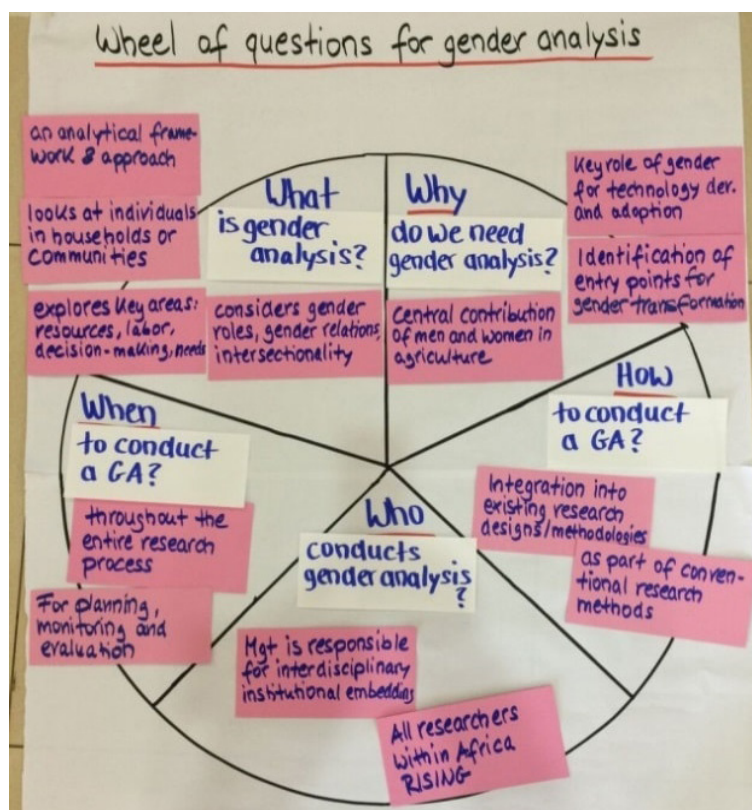 Wheel of questions for gender analysis
an analytical frame-
work & approach
looks at individuals
in households or
communities
explores key areas:
resources, labor,
decision-making, needs
What
is gender
analysis?
considers gender
roles, gender relations,
intersectionality
Why
do we need
gender analysis?
central contribution
of men and women in
agriculture
Key role of gender
for technology dev.
and adoption
Identification of
entry points for
gender transformation
How
to conduct
a GA?
Integration into
existing research
designs/methodologies
as part of conven-
tional research
methods
Who
conducts
gender analysis
?
Mgt is responsible
for interdisciplinary
institutional embedding
All researchers
within Africa
RISING
When
to conduct
a GA?
throughout the
entire research
process
For planning,
monitoring and
evaluation